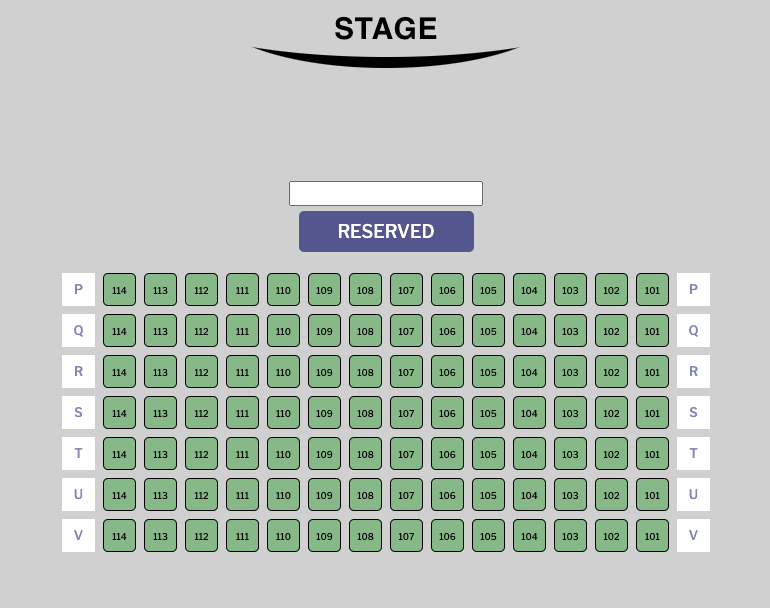 STAGE
RESERVED
P 114 113 112 111 110 109 108 107 106 105 104 103 102 101 P
Q 114 113 112 111 110 109 108 107 106 105 104 103 102 101 Q
R 114 113 112 111 110 109 108 107 106 105 104 103 102 101 R
S 114 113 112 111 110 109 108 107 106 105 104 103 102 101 S
T 114 113 112 111 110 109 108 107 106 105 104 103 102 101 T
U 114 113 112 111 110 109 108 107 106 105 104 103 102 101 U
V 114 113 112 111 110 109 108 107 106 105 104 103 102 101 V